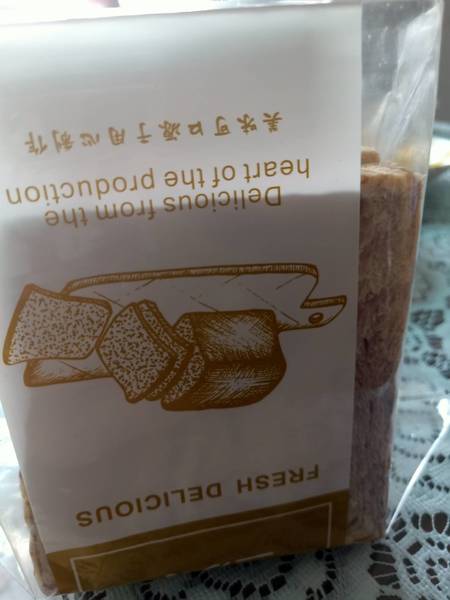 FRESH DELICIOUS
Delicious from the
heart of the production
美味可口源于用心制作